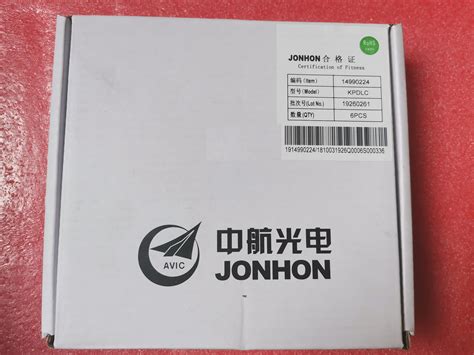 JONHON 合格证
Certification of Fitness
RoHS
编码(Item) 14990224
型号(Model) KPDLC
批次号(Lot No.) 19260261
数量(QTY) 6PCS
1914990224/1810031926Q0006S000336
AVIC
中航光电
JONHON